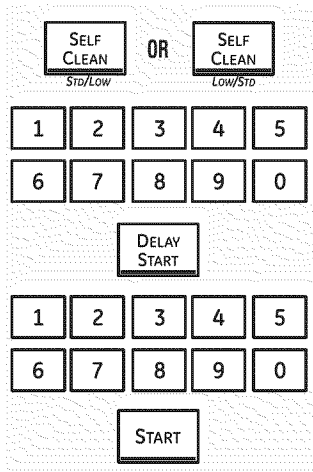 SELF CLEAN OR SELF CLEAN
STD/LOW LOW/STD
1 2 3 4 5
6 7 8 9 0
DELAY START
1 2 3 4 5
6 7 8 9 0
START